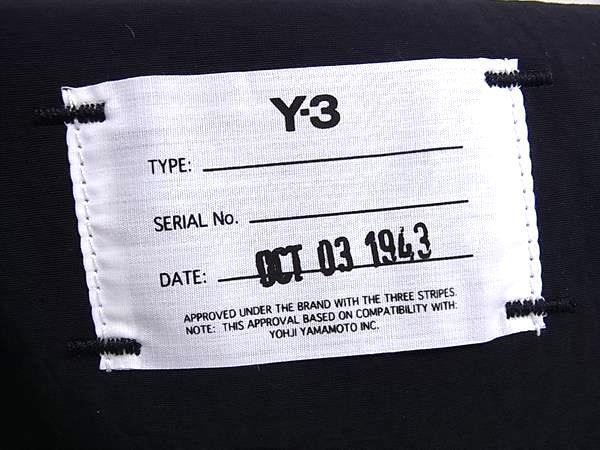 Y-3
TYPE:
SERIAL No.
DATE: OCT 03 1943
APPROVED UNDER THE BRAND WITH THE THREE STRIPES.
NOTE: THIS APPROVAL BASED ON COMPATIBILITY WITH:
YOHJI YAMAMOTO INC.